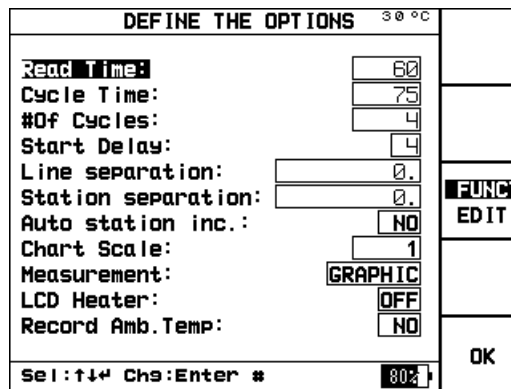 DEFINE THE OPTIONS 30°C
Read Time: 60
Cycle Time: 75
#Of Cycles: 4
Start Delay: 4
Line separation: 0.
Station separation: 0.
Auto station inc.: NO
Chart Scale: 1
Measurement: GRAPHIC
LCD Heater: OFF
Record Amb.Temp: NO
Sel:↑↓↵ Chg:Enter # 80%
FUNCT
EDIT
OK